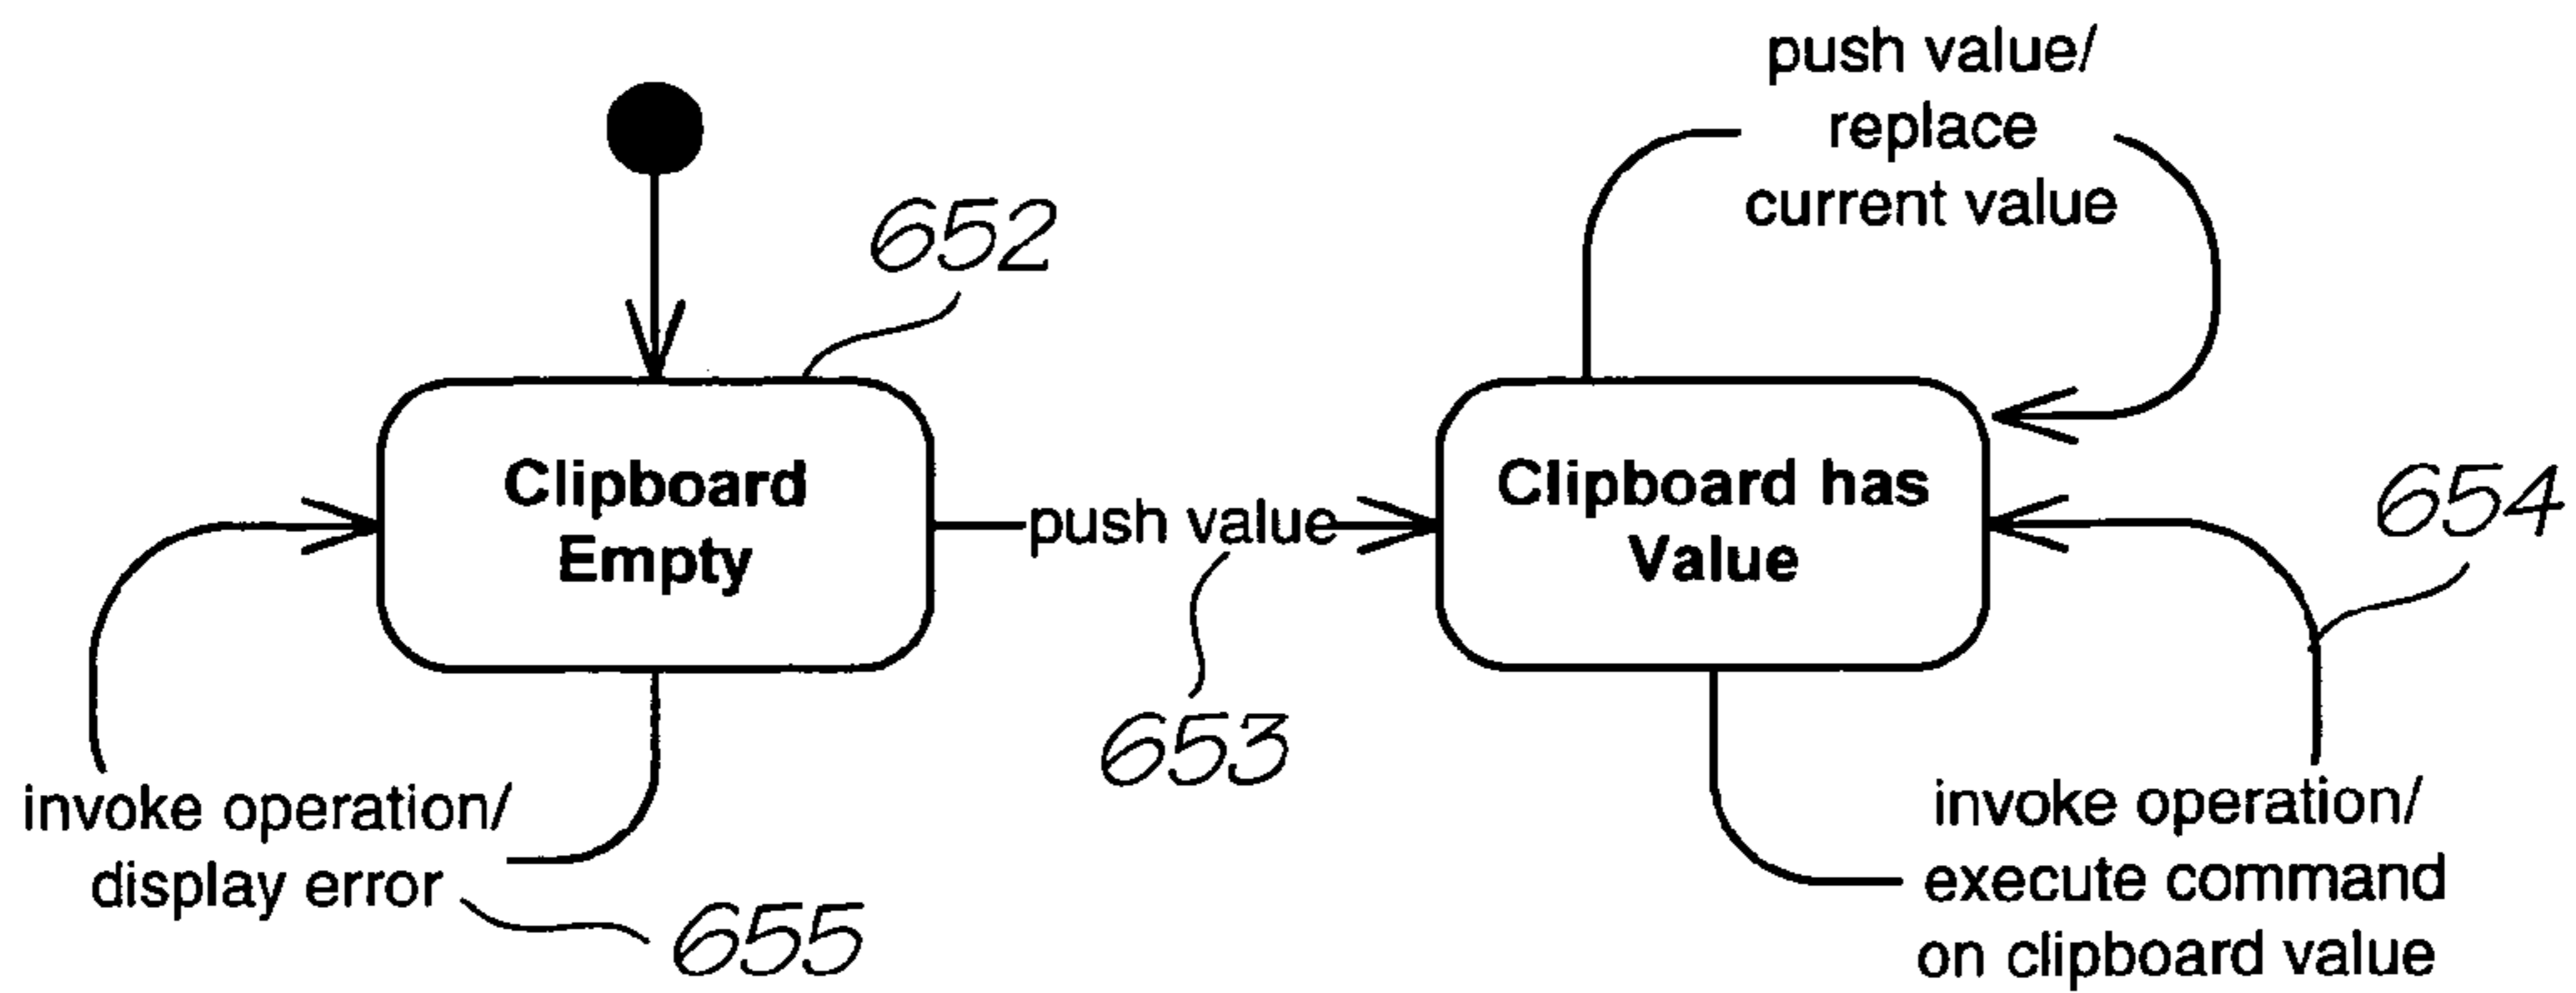 push value/
replace
current value
652
Clipboard
Empty
push value
Clipboard has
Value
654
653
invoke operation/
display error
655
invoke operation/
execute command
on clipboard value